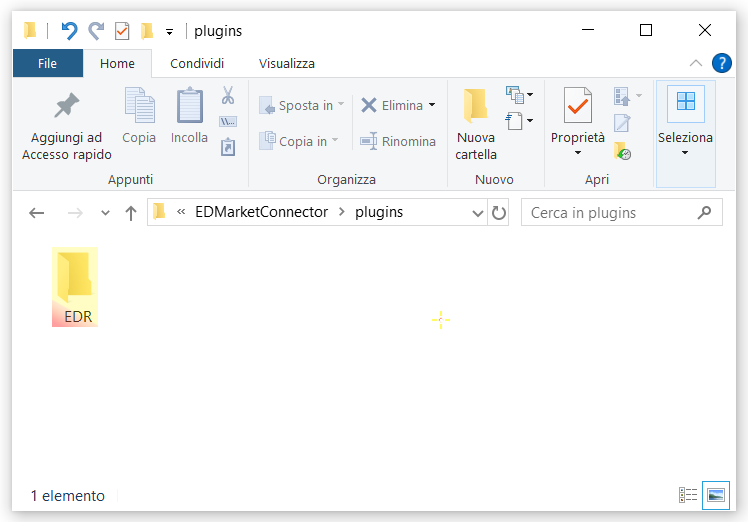 plugins
File
Home
Condividi
Visualizza
?
Aggiungi ad
Accesso rapido
Copia
Incolla
Sposta in
Copia in
Elimina
Rinomina
Nuova
cartella
Proprietà
Seleziona
Appunti
Organizza
Nuovo
Apri
« EDMarketConnector > plugins
Cerca in plugins
EDR
1 elemento